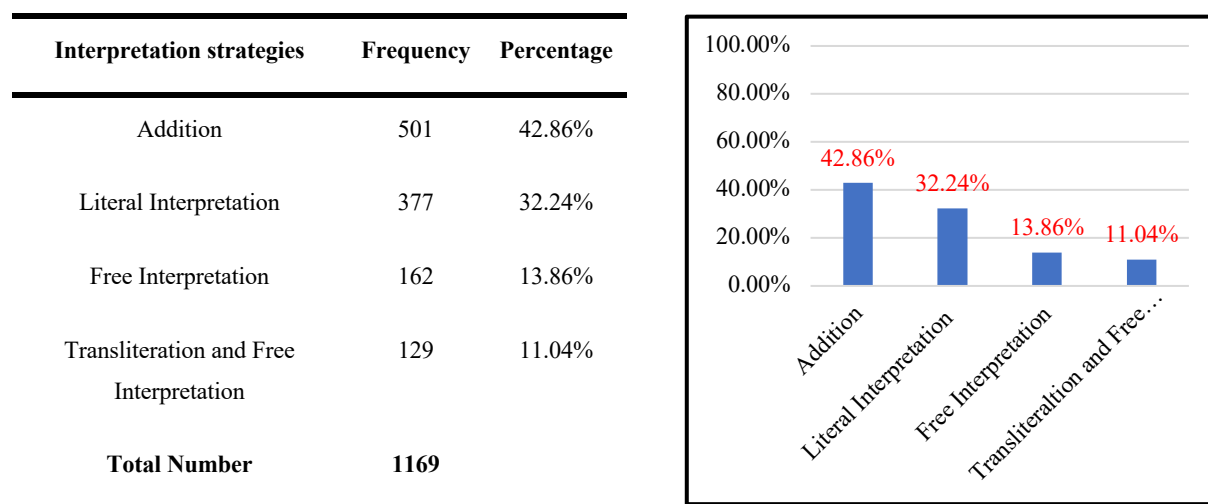 Interpretation strategies Frequency Percentage
Addition 501 42.86%
Literal Interpretation 377 32.24%
Free Interpretation 162 13.86%
Transliteration and Free 129 11.04%
Interpretation
Total Number 1169
100.00%
80.00%
60.00%
40.00%
20.00%
0.00%
42.86%
32.24%
13.86%
11.04%
Addition
Literal Interpretation
Free Interpretation
Transliteraltion and Free…